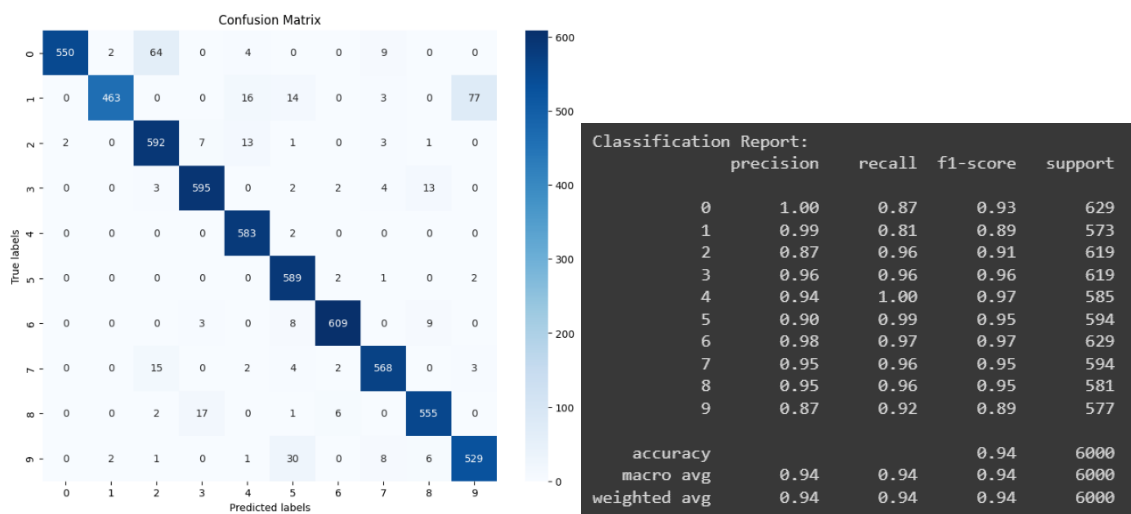 Confusion Matrix
True labels
0 550 2 64 0 4 0 0 9 0 0
1 0 463 0 0 16 14 0 3 0 77
2 2 0 592 7 13 1 0 3 1 0
3 0 0 3 595 0 2 2 4 13 0
4 0 0 0 0 583 2 0 0 0 0
5 0 0 0 0 0 589 2 1 0 2
6 0 0 0 3 0 8 609 0 9 0
7 0 0 15 0 2 4 2 568 0 3
8 0 0 2 17 0 1 6 0 555 0
9 0 2 1 0 1 30 0 8 6 529
0 1 2 3 4 5 6 7 8 9
Predicted labels
600
500
400
300
200
100
0
Classification Report:
precision recall f1-score support
0 1.00 0.87 0.93 629
1 0.99 0.81 0.89 573
2 0.87 0.96 0.91 619
3 0.96 0.96 0.96 619
4 0.94 1.00 0.97 585
5 0.90 0.99 0.95 594
6 0.98 0.97 0.97 629
7 0.95 0.96 0.95 594
8 0.95 0.96 0.95 581
9 0.87 0.92 0.89 577
accuracy 0.94 6000
macro avg 0.94 0.94 0.94 6000
weighted avg 0.94 0.94 0.94 6000